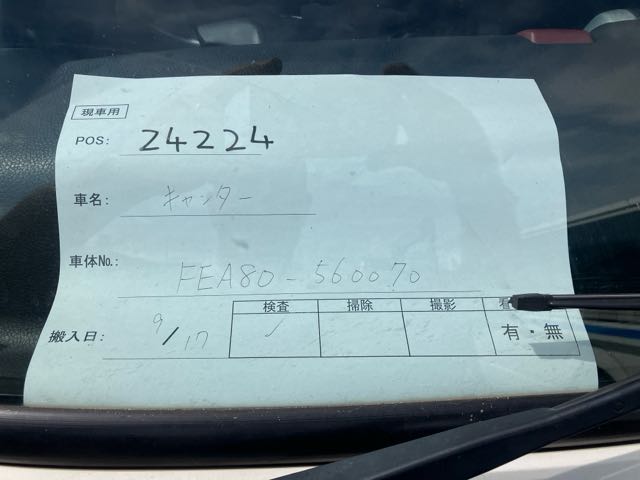 現車用
POS: 24224
車名: キャンター
車体No.: FEA80-560070
検査 掃除 撮影
搬入日: 9/17 ✓ 有・無